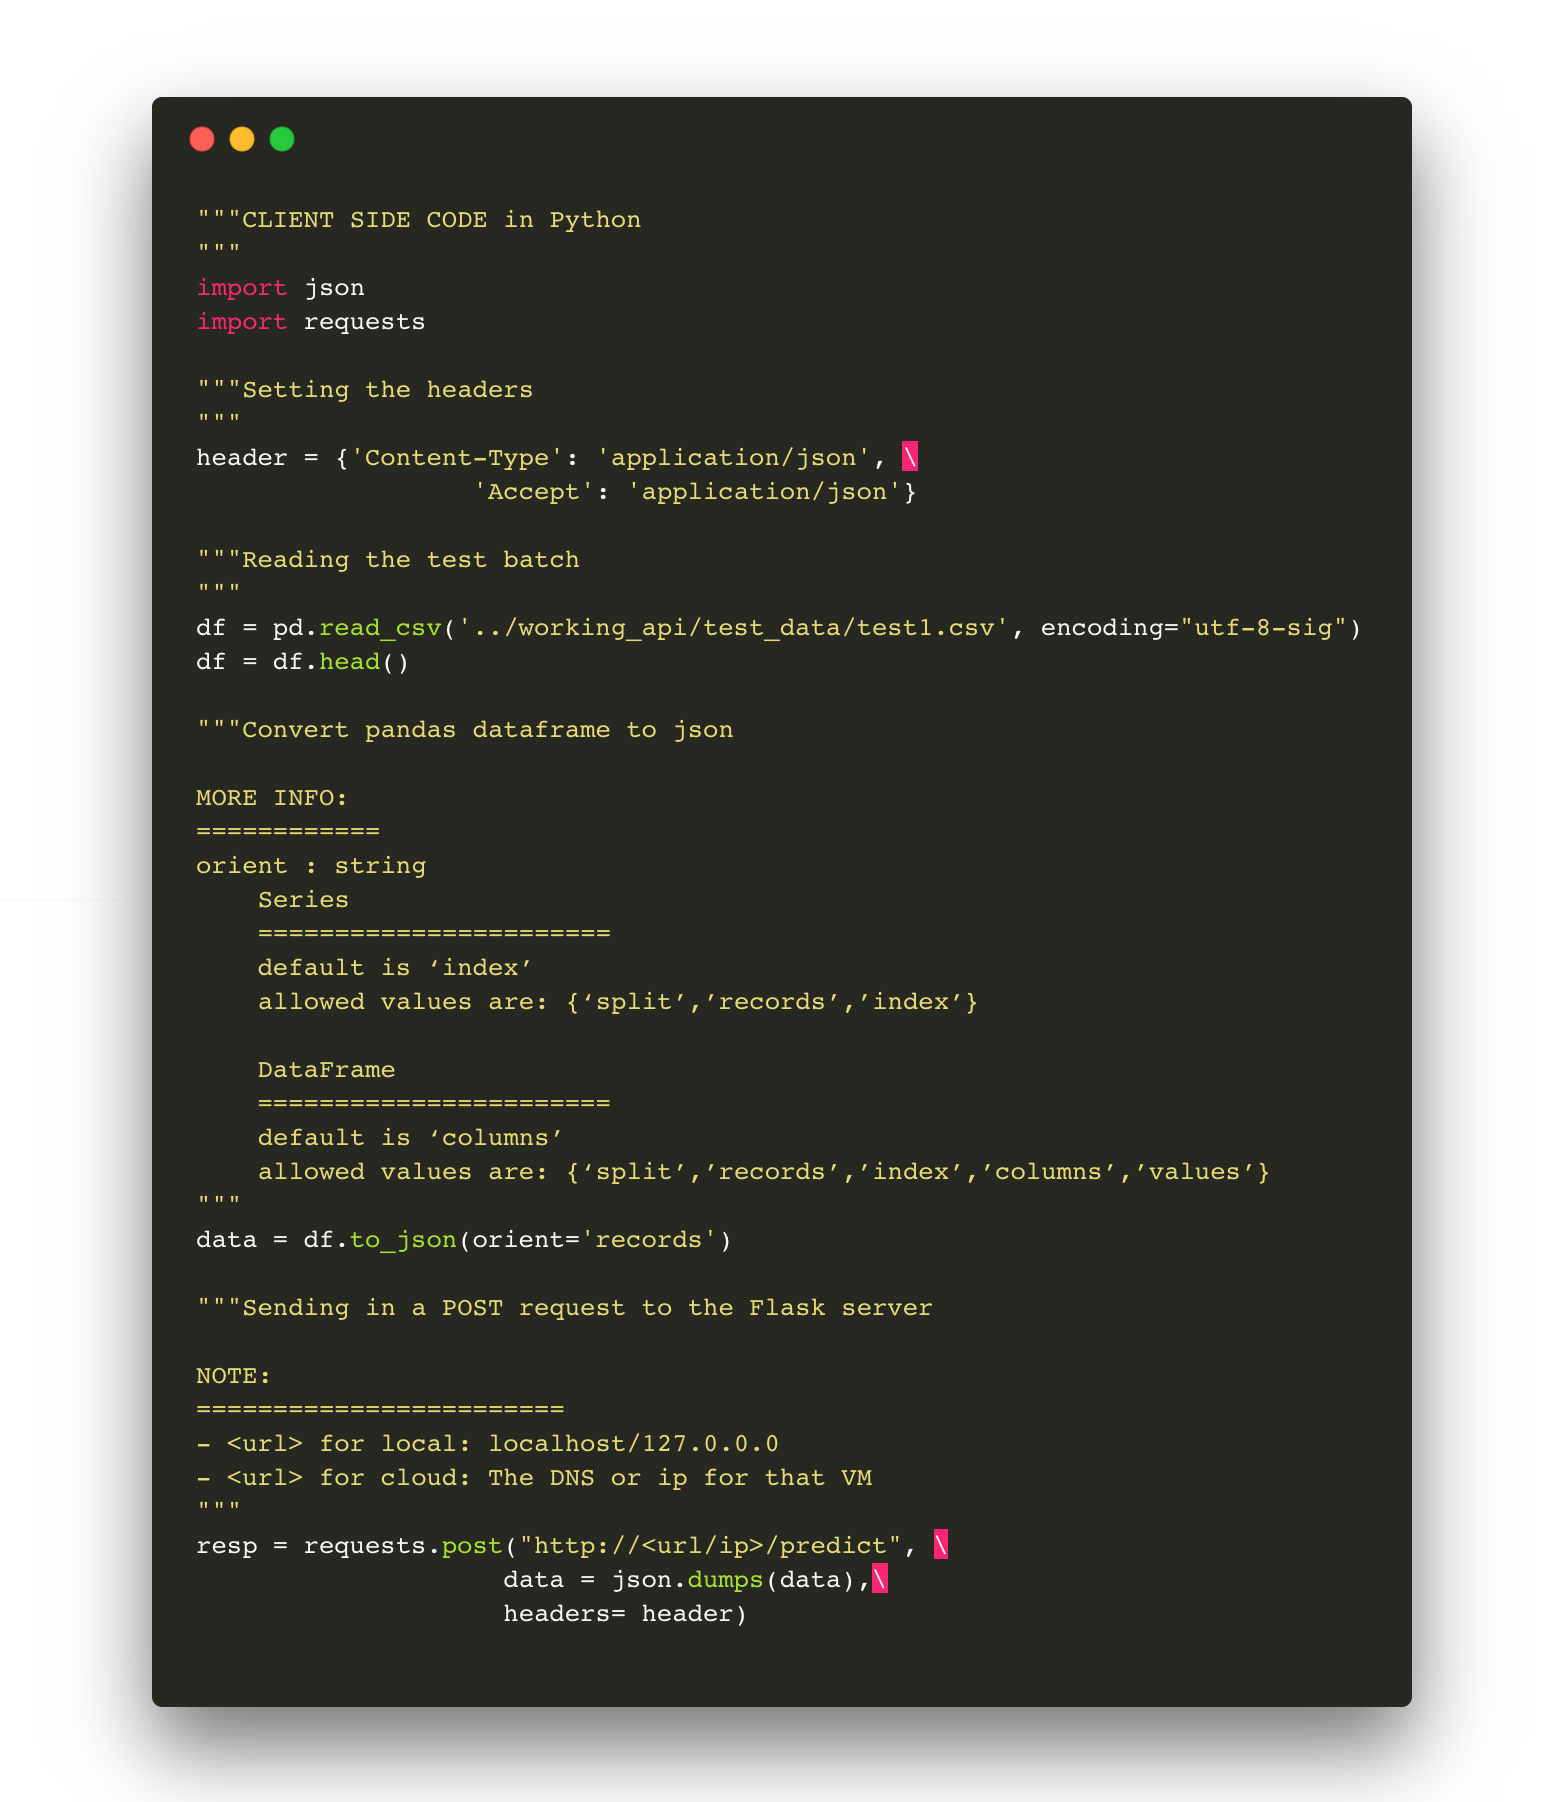 """CLIENT SIDE CODE in Python
"""
import json
import requests

"""Setting the headers
"""
header = {'Content-Type': 'application/json', \
                  'Accept': 'application/json'}

"""Reading the test batch
"""
df = pd.read_csv('../working_api/test_data/test1.csv', encoding="utf-8-sig")
df = df.head()

"""Convert pandas dataframe to json

MORE INFO:
============
orient : string
    Series
    =======================
    default is ‘index’
    allowed values are: {‘split’,’records’,’index’}

    DataFrame
    =======================
    default is ‘columns’
    allowed values are: {‘split’,’records’,’index’,’columns’,’values’}
"""
data = df.to_json(orient='records')

"""Sending in a POST request to the Flask server

NOTE:
========================
- <url> for local: localhost/127.0.0.0
- <url> for cloud: The DNS or ip for that VM
"""
resp = requests.post("http://<url/ip>/predict", \
                    data = json.dumps(data),\
                    headers= header)